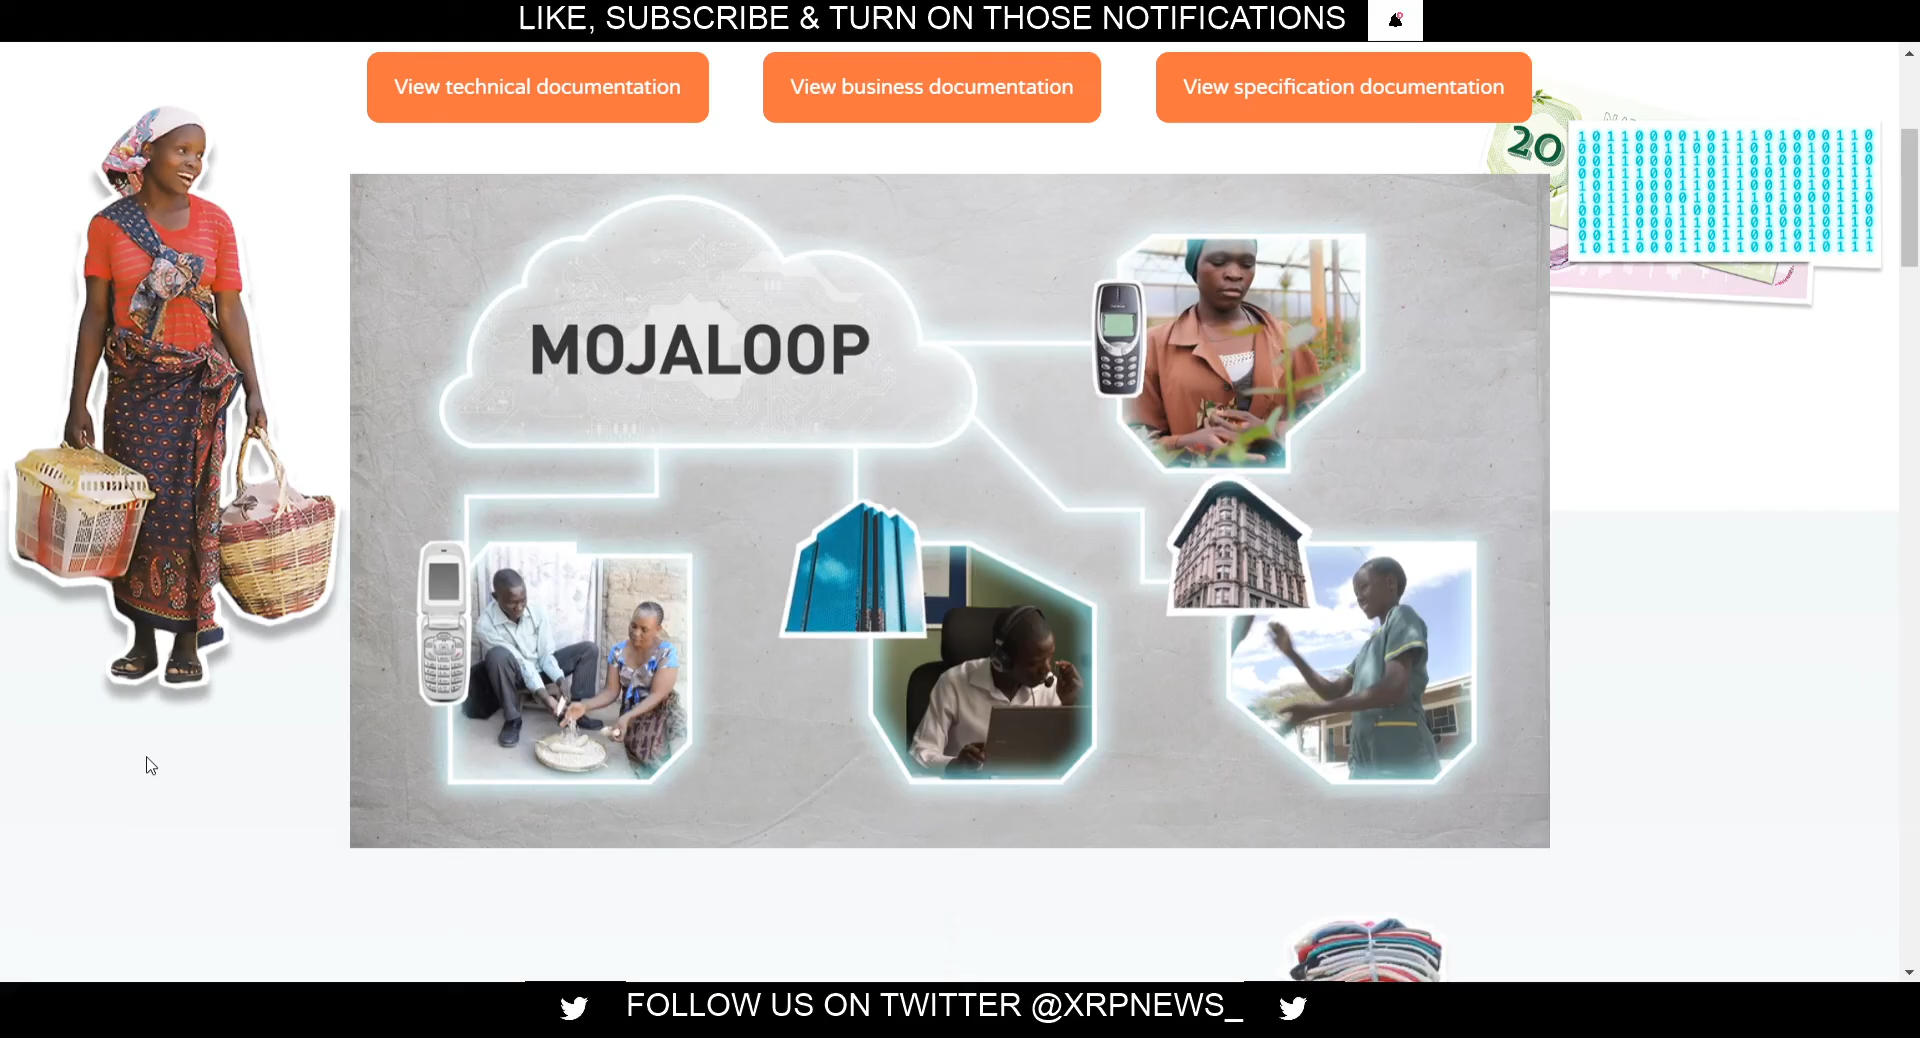 LIKE, SUBSCRIBE & TURN ON THOSE NOTIFICATIONS
View technical documentation
View business documentation
View specification documentation
20
MOJALOOP
FOLLOW US ON TWITTER @XRPNEWS_